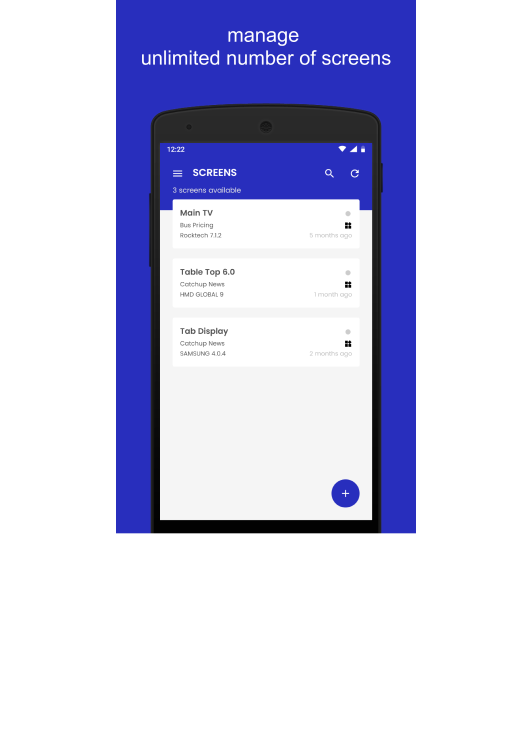 manage
unlimited number of screens
12:22
SCREENS
3 screens available
Main TV
Bus Pricing
Rocktech 7.1.2
5 months ago
Table Top 6.0
Catchup News
HMD GLOBAL 9
1 month ago
Tab Display
Catchup News
SAMSUNG 4.0.4
2 months ago